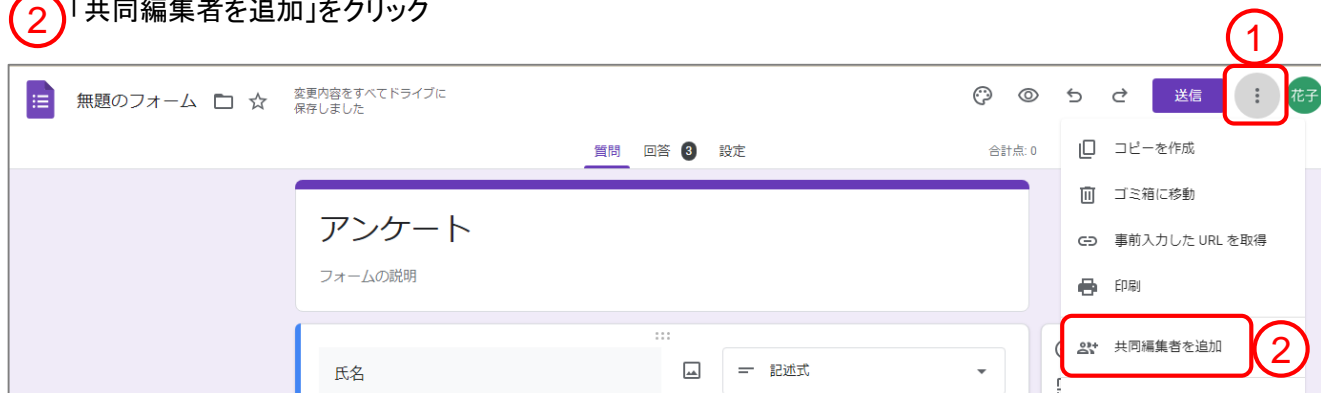 ②「共同編集者を追加」をクリック
1
無題のフォーム
変更内容をすべてドライブに
保存しました
送信
花子
質問 回答 3 設定
合計点: 0
コピーを作成
ゴミ箱に移動
事前入力した URL を取得
印刷
共同編集者を追加
2
アンケート
フォームの説明
氏名
記述式